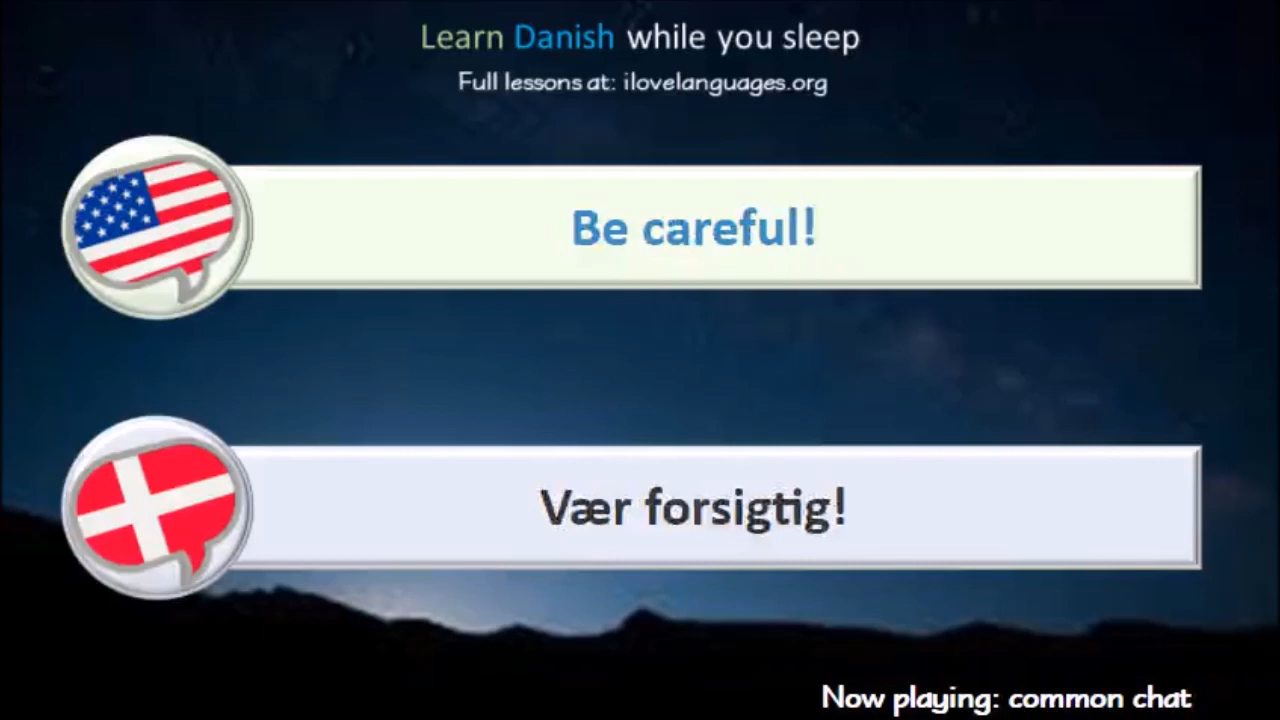 Learn Danish while you sleep
Full lessons at: ilovelanguages.org
Be careful!
Vær forsigtig!
Now playing: common chat